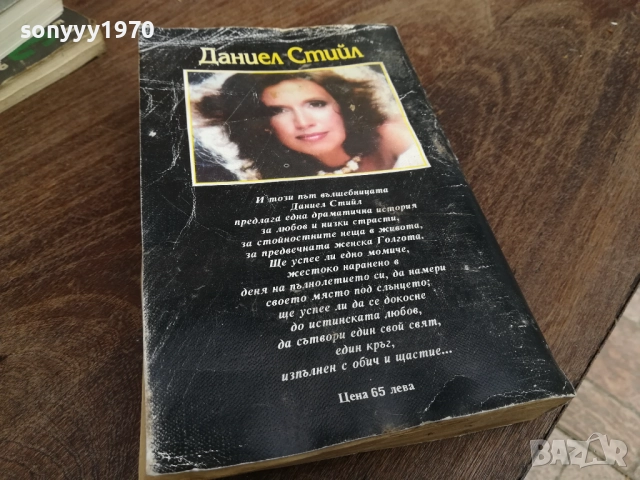 sonyyy1970
Даниел Стийл
И този път вълшебницата
Даниел Стийл
предлага една драматична история
за любов и низки страсти,
за стойностните неща в живота,
за предвечната женска Голгота.
Ще успее ли едно момиче,
жестоко наранено в
деня на пълнолетието си, да намери
своето място под слънцето;
ще успее ли да се докосне
до истинската любов,
да сътвори един свой свят,
един кръг,
изпълнен с обич и щастие...
Цена 65 лева
BAZAR
bg